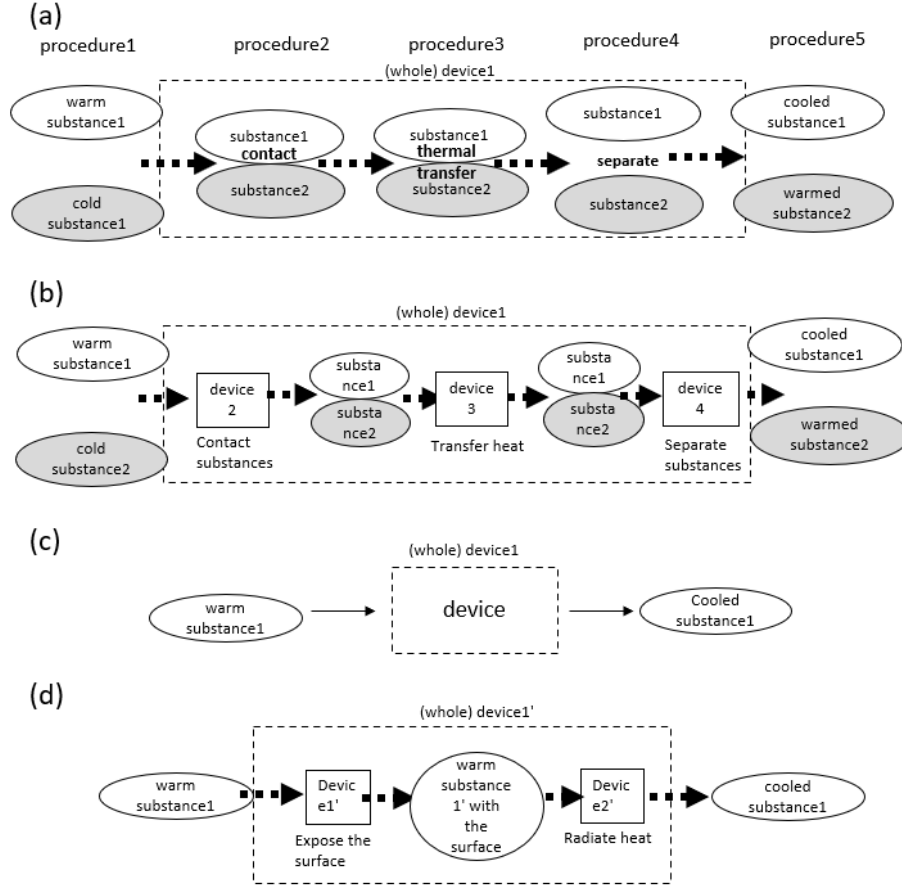 (a)
procedure1 procedure2 procedure3 procedure4 procedure5
(whole) device1
warm
substance1
substance1
contact
substance2
substance1
thermal
transfer
substance2
substance1
separate
substance2
cooled
substance1
cold
substance1
warmed
substance2
(b)
(whole) device1
warm
substance1
cold
substance2
device
2
Contact
substances
substa
nce1
substa
nce2
device
3
Transfer heat
substa
nce1
substa
nce2
device
4
Separate
substances
cooled
substance1
warmed
substance2
(c)
(whole) device1
warm
substance1
device
Cooled
substance1
(d)
(whole) device1'
warm
substance1
Devic
e1'
Expose the
surface
warm
substance
1' with
the
surface
Devic
e2'
Radiate heat
cooled
substance1